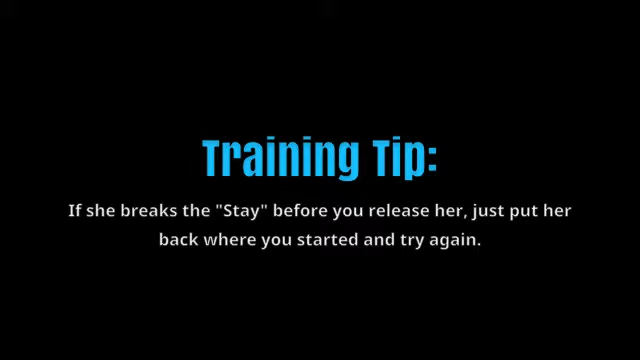 Training Tip:
If she breaks the "Stay" before you release her, just put her
back where you started and try again.